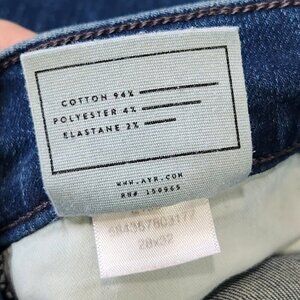 COTTON 94%
POLYESTER 4%
ELASTANE 2%
WWW.AYR.COM
RN# 150965
28X32